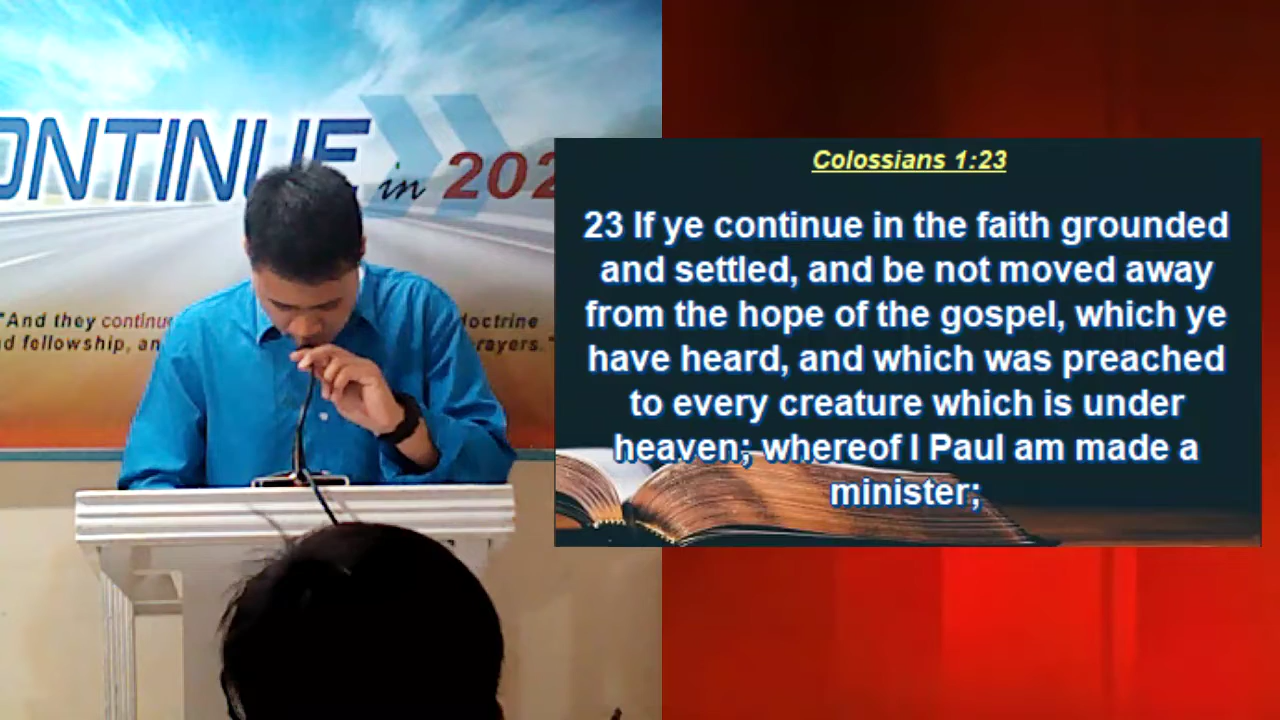 ONTINUE
in 202
"And they continue doctrine
d fellowship, an rayers."
Colossians 1:23
23 If ye continue in the faith grounded
and settled, and be not moved away
from the hope of the gospel, which ye
have heard, and which was preached
to every creature which is under
heaven; whereof I Paul am made a
minister;